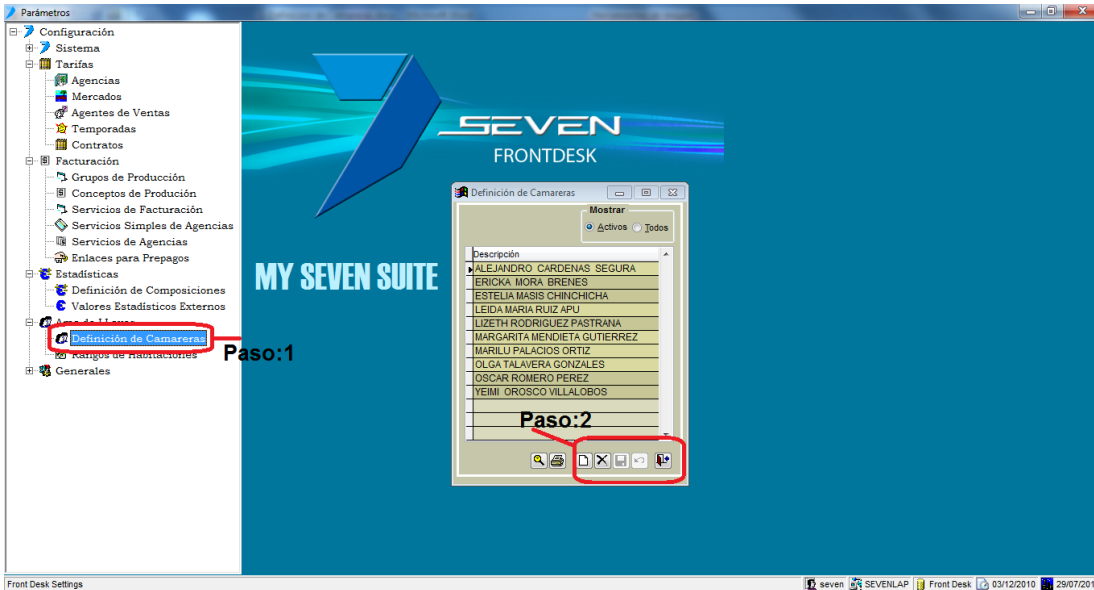 Parámetros
Configuración
Sistema
Tarifas
Agencias
Mercados
Agentes de Ventas
Temporadas
Contratos
Facturación
Grupos de Producción
Conceptos de Produción
Servicios de Facturación
Servicios Simples de Agencias
Servicios de Agencias
Enlaces para Prepagos
Estadísticas
Definición de Composiciones
Valores Estadísticos Externos
Definición de Camareras
Rangos de Habitaciones
Generales
Paso:1
SEVEN
FRONTDESK
MY SEVEN SUITE
Definición de Camareras
Mostrar
Activos Todos
Descripción
ALEJANDRO CARDENAS SEGURA
ERICKA MORA BRENES
ESTELIA MASIS CHINCHICHA
LEIDA MARIA RUIZ APU
LIZETH RODRIGUEZ PASTRANA
MARGARITA MENDIETA GUTIERREZ
MARILU PALACIOS ORTIZ
OLGA TALAVERA GONZALES
OSCAR ROMERO PEREZ
YEIMI OROSCO VILLALOBOS
Paso:2
Front Desk Settings
seven SEVENLAP Front Desk 03/12/2010 29/07/201